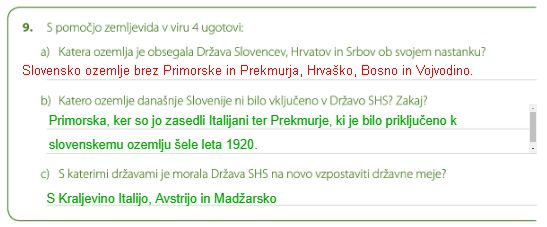 9. S pomočjo zemljevida v viru 4 ugotovi:
a) Katera ozemlja je obsegala Država Slovencev, Hrvatov in Srbov ob svojem nastanku?
Slovensko ozemlje brez Primorske in Prekmurja, Hrvaško, Bosno in Vojvodino.
b) Katero ozemlje današnje Slovenije ni bilo vključeno v Državo SHS? Zakaj?
Primorska, ker so jo zasedli Italijani ter Prekmurje, ki je bilo priključeno k
slovenskemu ozemlju šele leta 1920.
c) S katerimi državami je morala Država SHS na novo vzpostaviti državne meje?
S Kraljevino Italijo, Avstrijo in Madžarsko